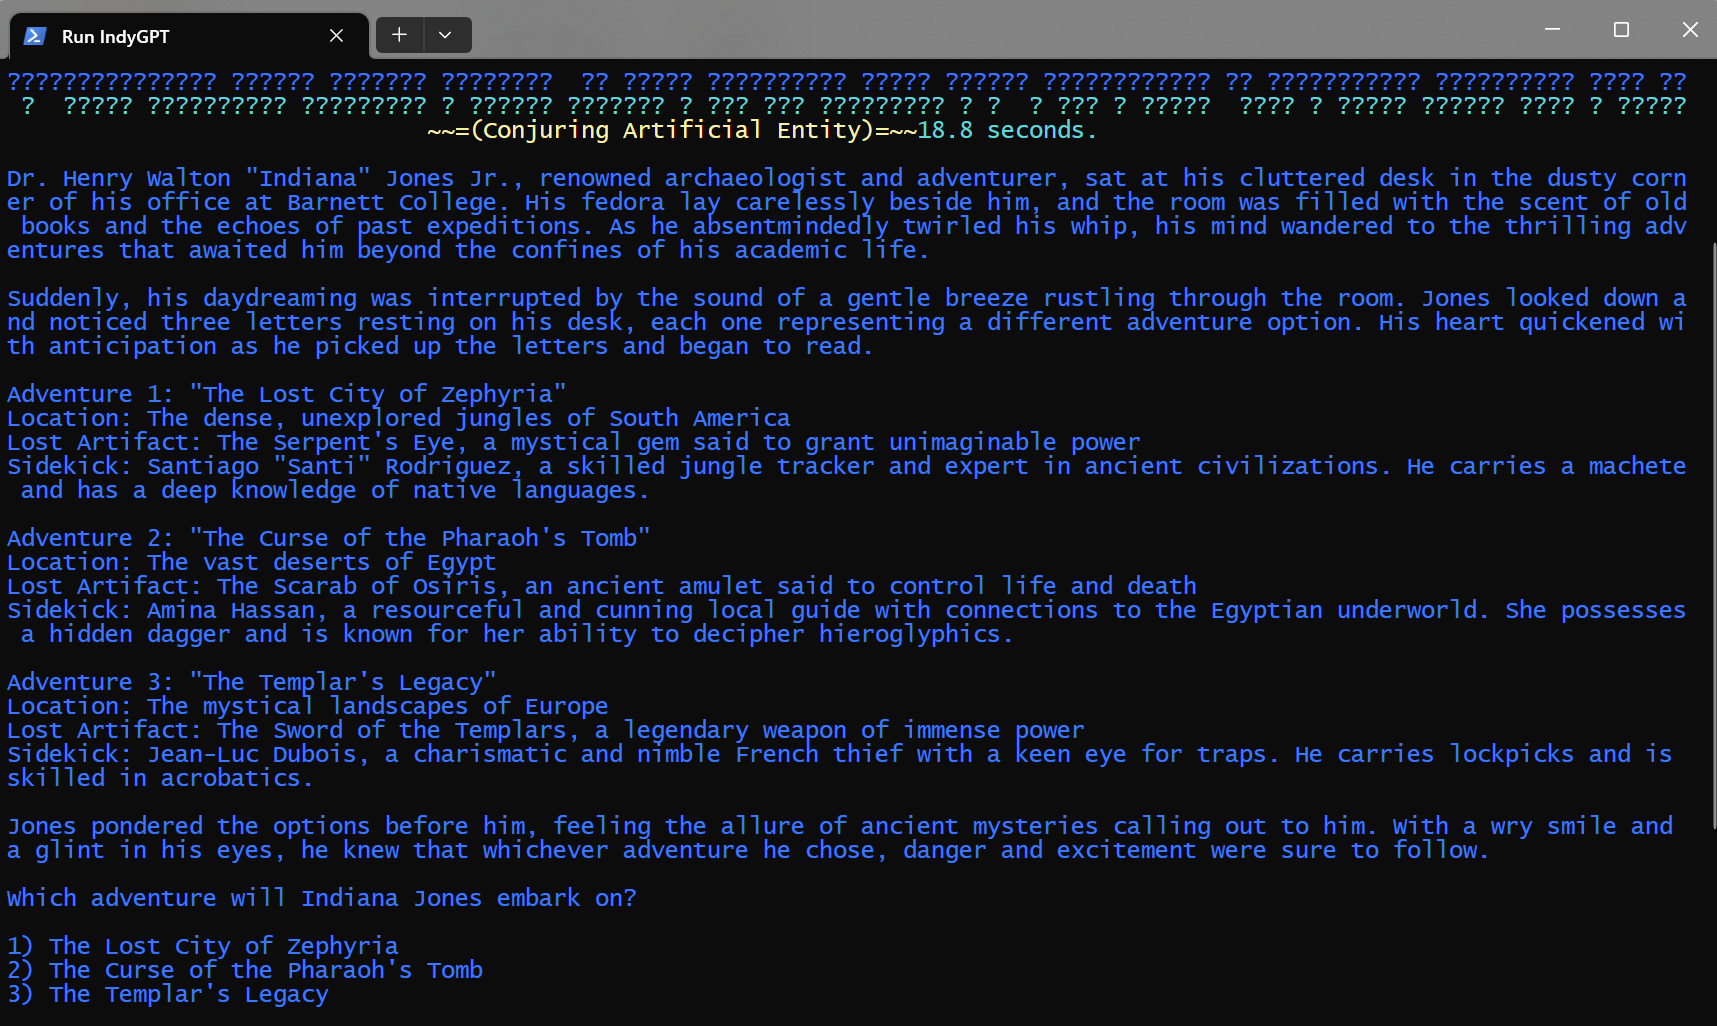 Run IndyGPT
??????????????? ?????? ??????? ????????  ?? ????? ?????????? ????? ?????? ???????????? ?? ??????????? ?????????? ???? ??
 ?  ????? ?????????? ????????? ? ?????? ??????? ? ??? ??? ????????? ? ?  ? ??? ? ?????  ???? ? ????? ?????? ???? ? ?????
~~=(Conjuring Artificial Entity)=~~18.8 seconds.
Dr. Henry Walton "Indiana" Jones Jr., renowned archaeologist and adventurer, sat at his cluttered desk in the dusty corn
er of his office at Barnett College. His fedora lay carelessly beside him, and the room was filled with the scent of old
 books and the echoes of past expeditions. As he absentmindedly twirled his whip, his mind wandered to the thrilling adv
entures that awaited him beyond the confines of his academic life.
Suddenly, his daydreaming was interrupted by the sound of a gentle breeze rustling through the room. Jones looked down a
nd noticed three letters resting on his desk, each one representing a different adventure option. His heart quickened wi
th anticipation as he picked up the letters and began to read.
Adventure 1: "The Lost City of Zephyria"
Location: The dense, unexplored jungles of South America
Lost Artifact: The Serpent's Eye, a mystical gem said to grant unimaginable power
Sidekick: Santiago "Santi" Rodriguez, a skilled jungle tracker and expert in ancient civilizations. He carries a machete
 and has a deep knowledge of native languages.
Adventure 2: "The Curse of the Pharaoh's Tomb"
Location: The vast deserts of Egypt
Lost Artifact: The Scarab of Osiris, an ancient amulet said to control life and death
Sidekick: Amina Hassan, a resourceful and cunning local guide with connections to the Egyptian underworld. She possesses
 a hidden dagger and is known for her ability to decipher hieroglyphics.
Adventure 3: "The Templar's Legacy"
Location: The mystical landscapes of Europe
Lost Artifact: The Sword of the Templars, a legendary weapon of immense power
Sidekick: Jean-Luc Dubois, a charismatic and nimble French thief with a keen eye for traps. He carries lockpicks and is
skilled in acrobatics.
Jones pondered the options before him, feeling the allure of ancient mysteries calling out to him. With a wry smile and
a glint in his eyes, he knew that whichever adventure he chose, danger and excitement were sure to follow.
Which adventure will Indiana Jones embark on?
1) The Lost City of Zephyria
2) The Curse of the Pharaoh's Tomb
3) The Templar's Legacy